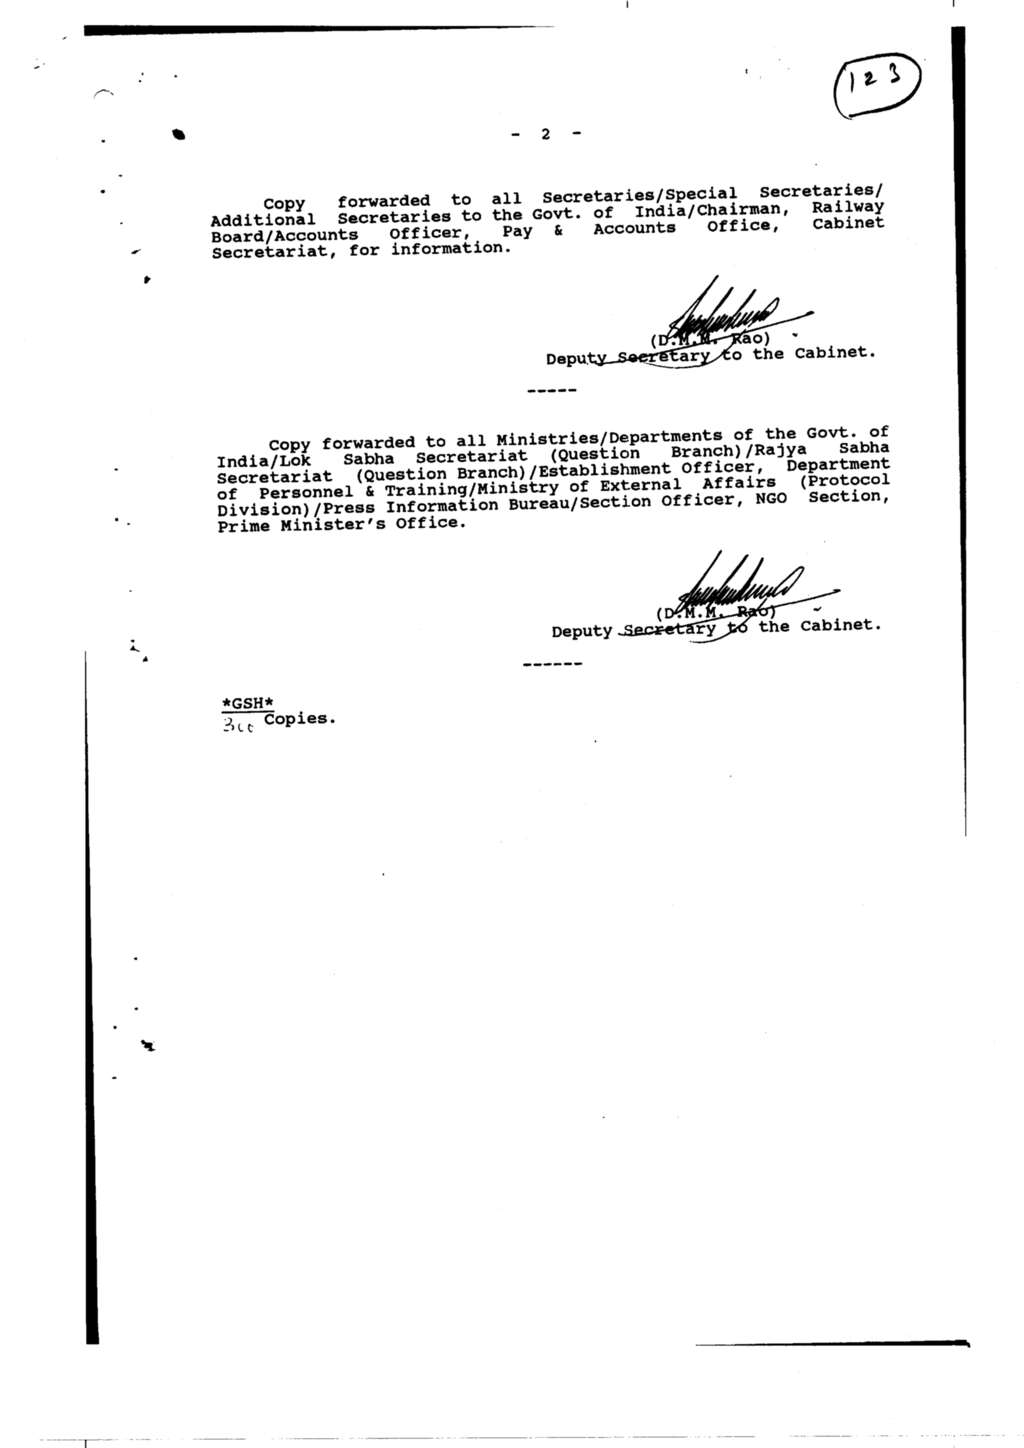 123
- 2 -
Copy forwarded to all Secretaries/Special Secretaries/
Additional Secretaries to the Govt. of India/Chairman, Railway
Board/Accounts Officer, Pay & Accounts Office, Cabinet
Secretariat, for information.
(D.M.M. Rao)
Deputy Secretary to the Cabinet.
-----
Copy forwarded to all Ministries/Departments of the Govt. of
India/Lok Sabha Secretariat (Question Branch)/Rajya Sabha
Secretariat (Question Branch)/Establishment Officer, Department
of Personnel & Training/Ministry of External Affairs (Protocol
Division)/Press Information Bureau/Section Officer, NGO Section,
Prime Minister's Office.
(D.M.M. Rao)
Deputy Secretary to the Cabinet.
------
*GSH*
Copies.